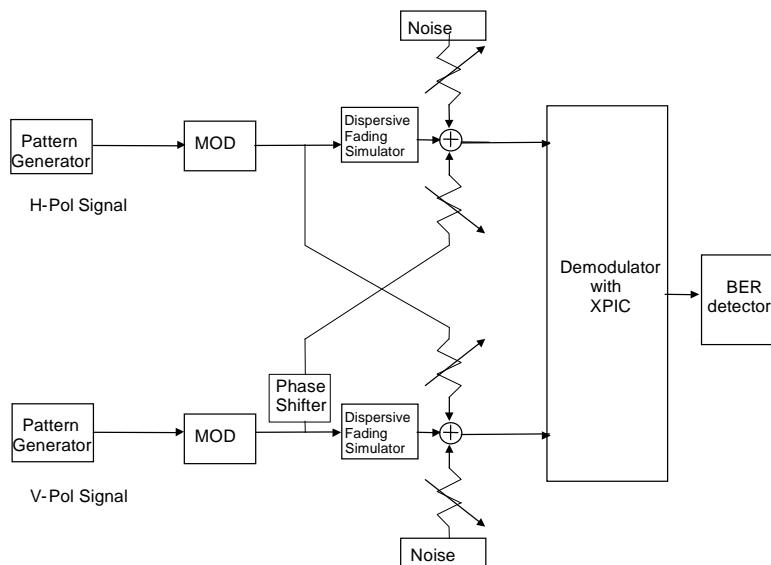 Noise
Pattern
Generator
MOD
Dispersive
Fading
Simulator
H-Pol Signal
Demodulator
with
XPIC
BER
detector
Phase
Shifter
Pattern
Generator
MOD
Dispersive
Fading
Simulator
V-Pol Signal
Noise